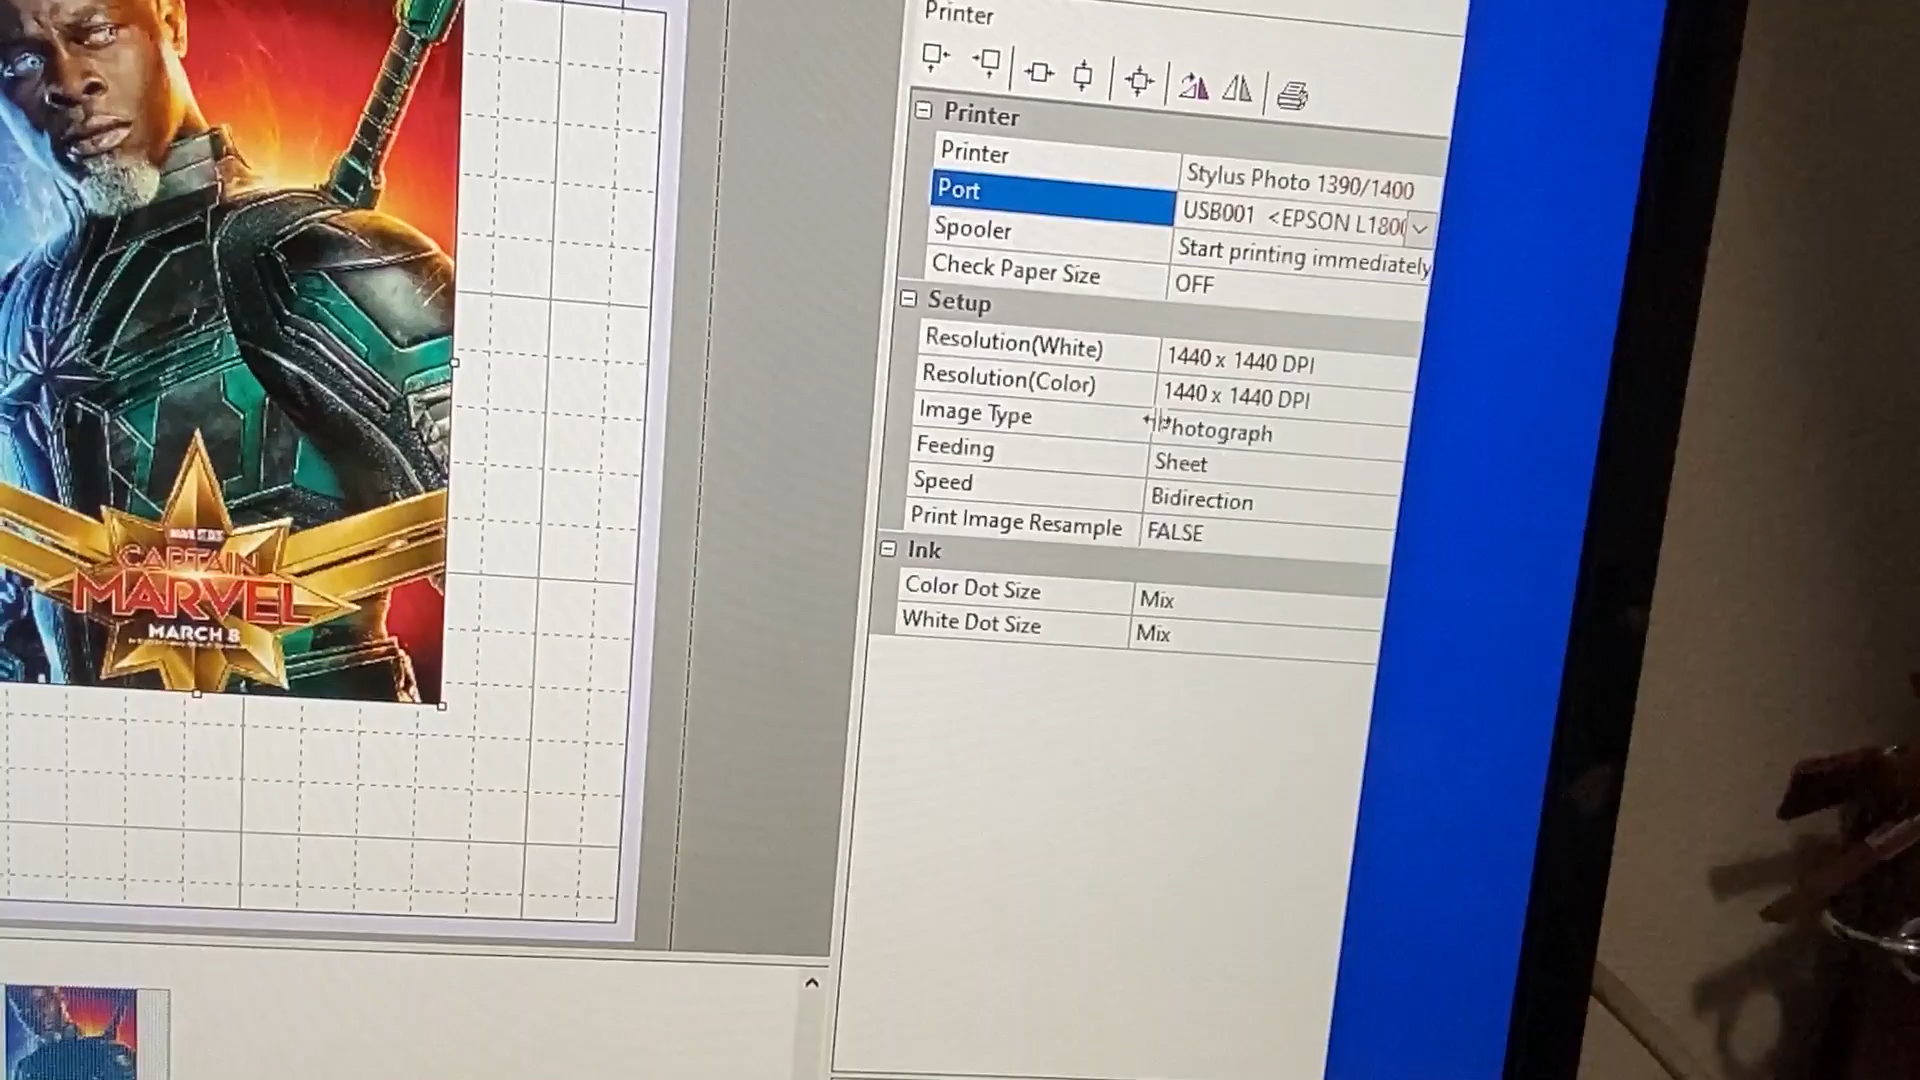 Printer
Printer
Printer Stylus Photo 1390/1400
Port USB001 <EPSON L180
Spooler Start printing immediately
Check Paper Size OFF
Setup
Resolution(White) 1440 x 1440 DPI
Resolution(Color) 1440 x 1440 DPI
Image Type Photograph
Feeding Sheet
Speed Bidirection
Print Image Resample FALSE
Ink
Color Dot Size Mix
White Dot Size Mix
CAPTAIN
MARVEL
MARCH 8